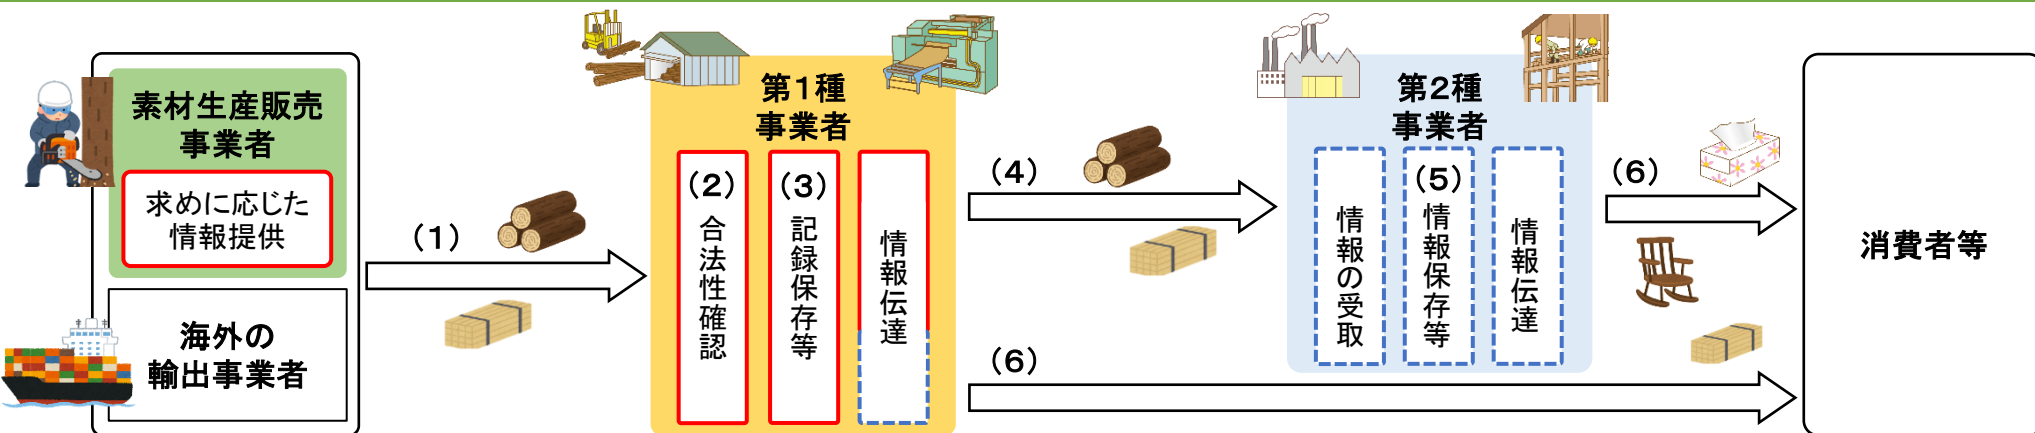 素材生産販売
事業者
求めに応じた
情報提供
海外の
輸出事業者
(1)
第1種
事業者
(2)
合法性確認
(3)
記録保存等
情報伝達
(4)
(6)
第2種
事業者
情報の受取
(5)
情報保存等
情報伝達
(6)
消費者等